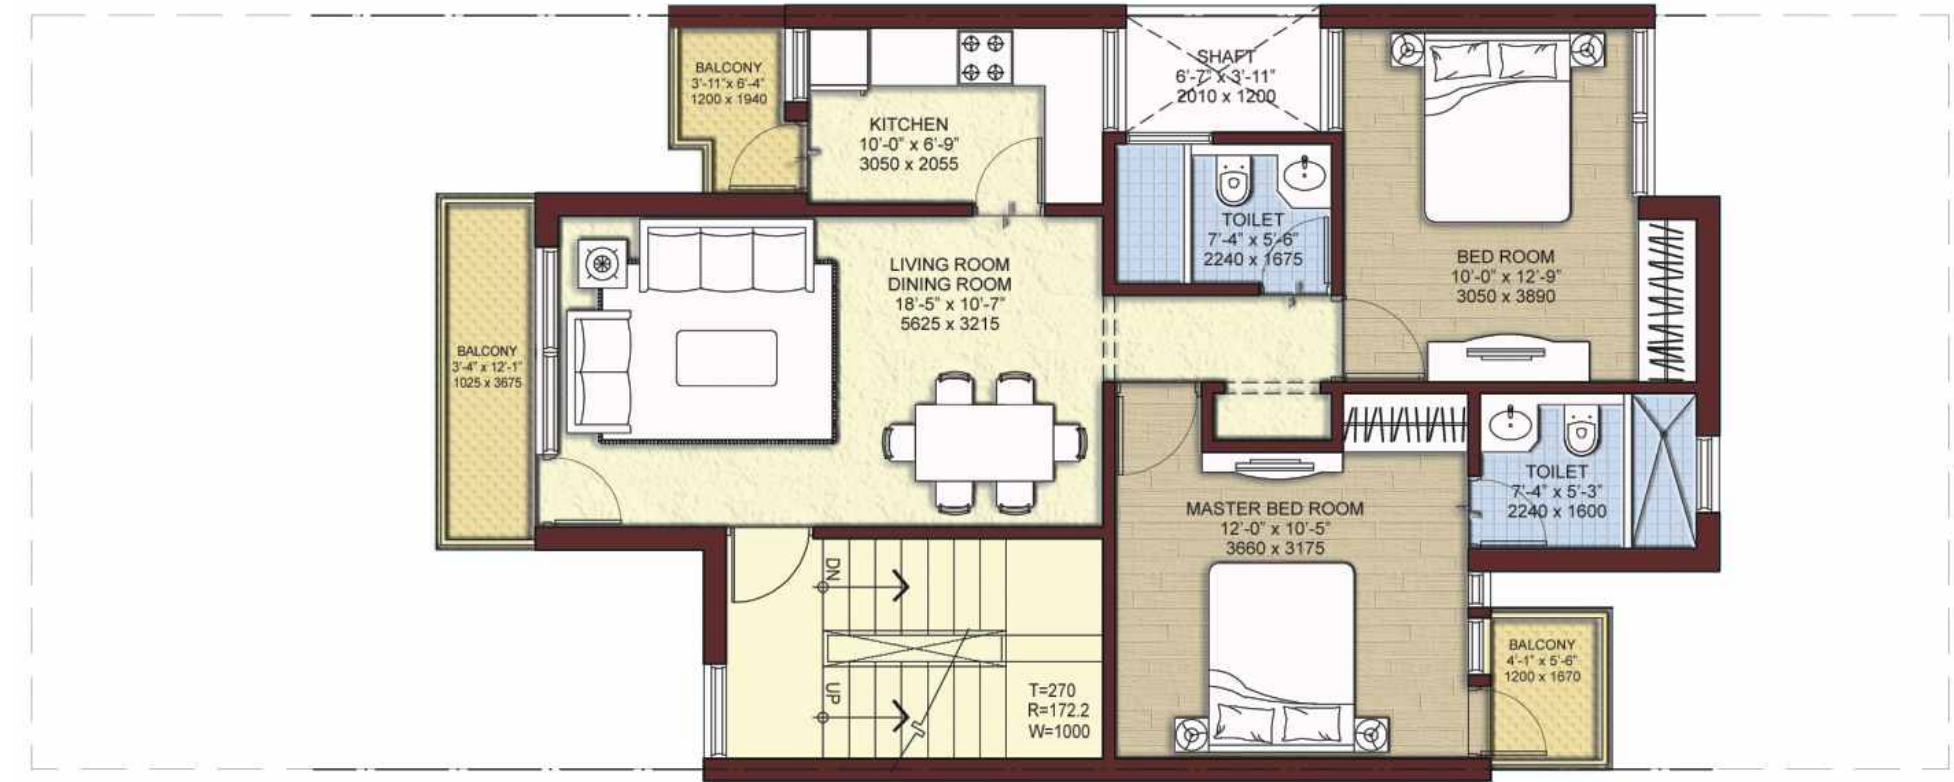 BALCONY
3'-11"x 6'-4"
1200 x 1940
KITCHEN
10'-0" x 6'-9"
3050 x 2055
SHAFT
6'-7" x 3'-11"
2010 x 1200
TOILET
7'-4" x 5'-6"
2240 x 1675
BED ROOM
10'-0" x 12'-9"
3050 x 3890
LIVING ROOM
DINING ROOM
18'-5" x 10'-7"
5625 x 3215
BALCONY
3'-4" x 12'-1"
1025 x 3675
MASTER BED ROOM
12'-0" x 10'-5"
3660 x 3175
TOILET
7'-4" x 5'-3"
2240 x 1600
DN
UP
T=270
R=172.2
W=1000
BALCONY
4'-1" x 5'-6"
1200 x 1670